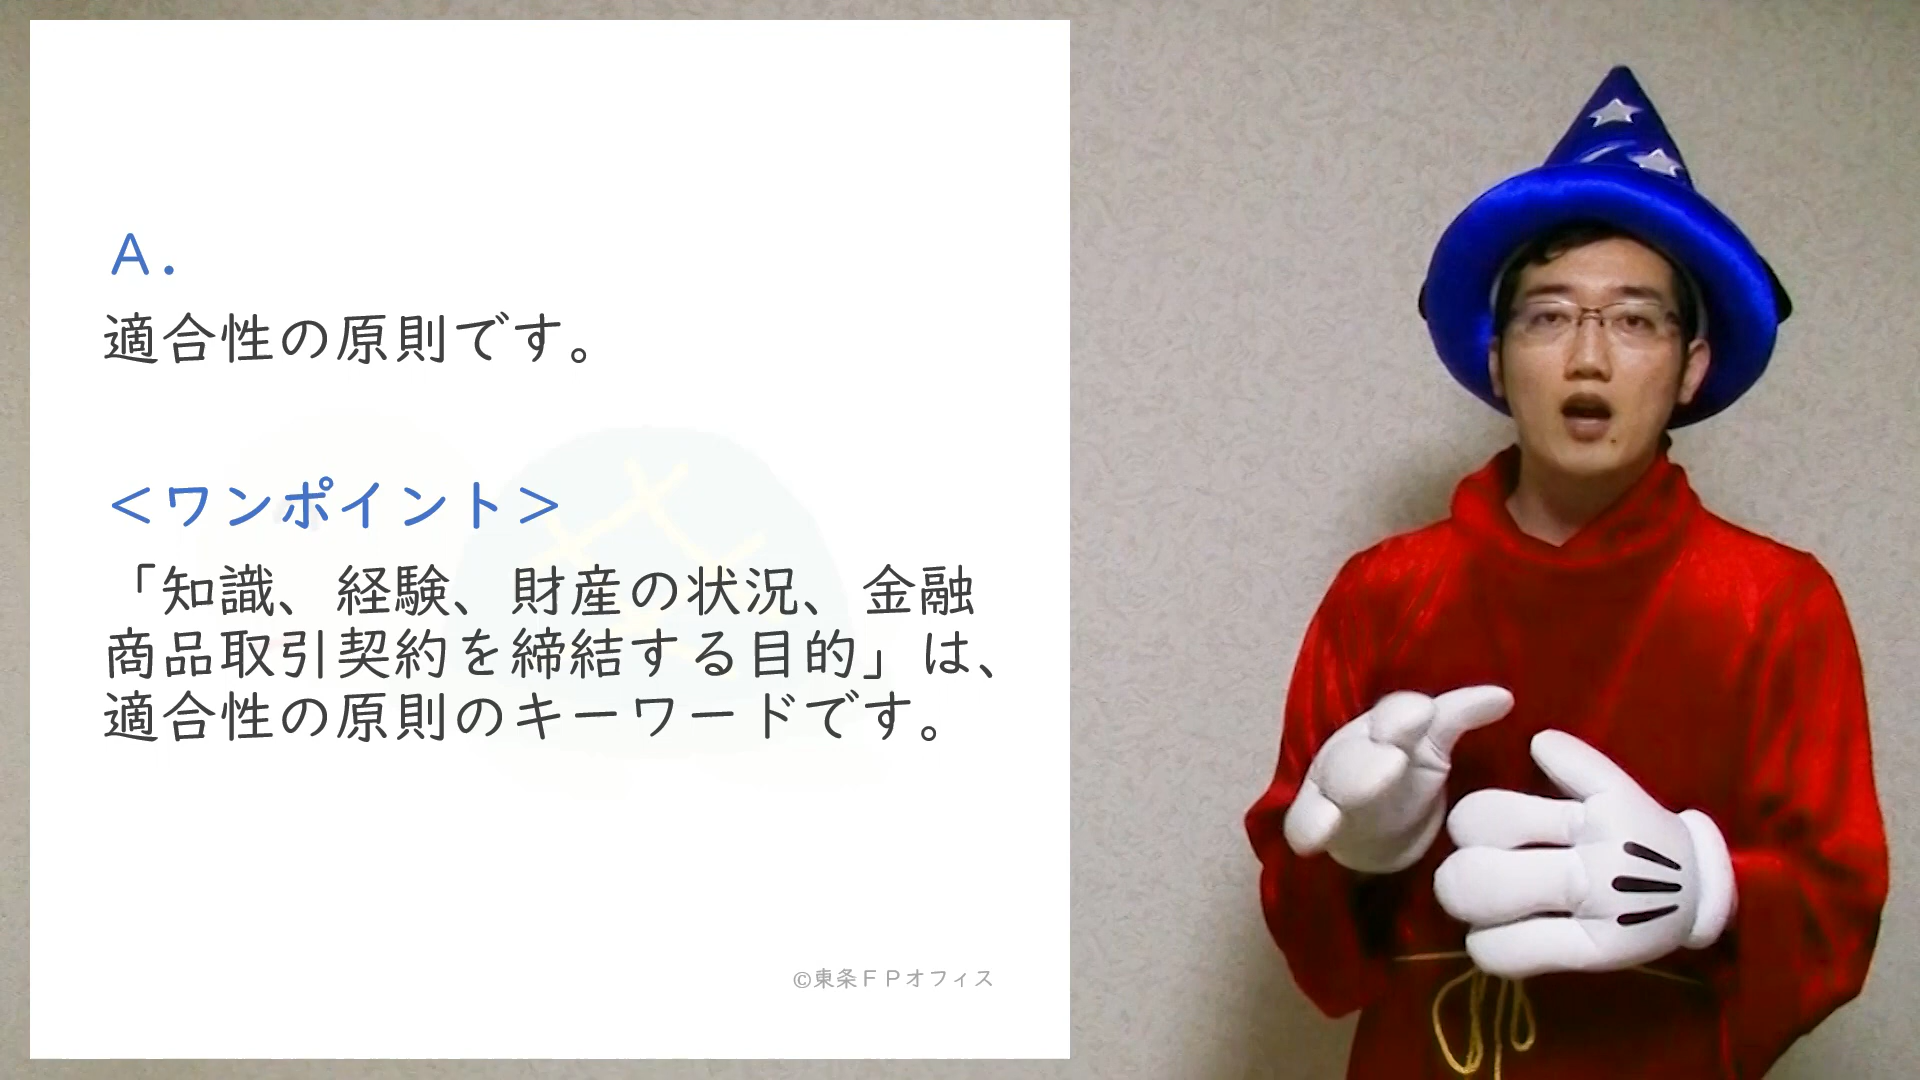 Ａ．
適合性の原則です。
＜ワンポイント＞
「知識、経験、財産の状況、金融
商品取引契約を締結する目的」は、
適合性の原則のキーワードです。
©東条ＦＰオフィス